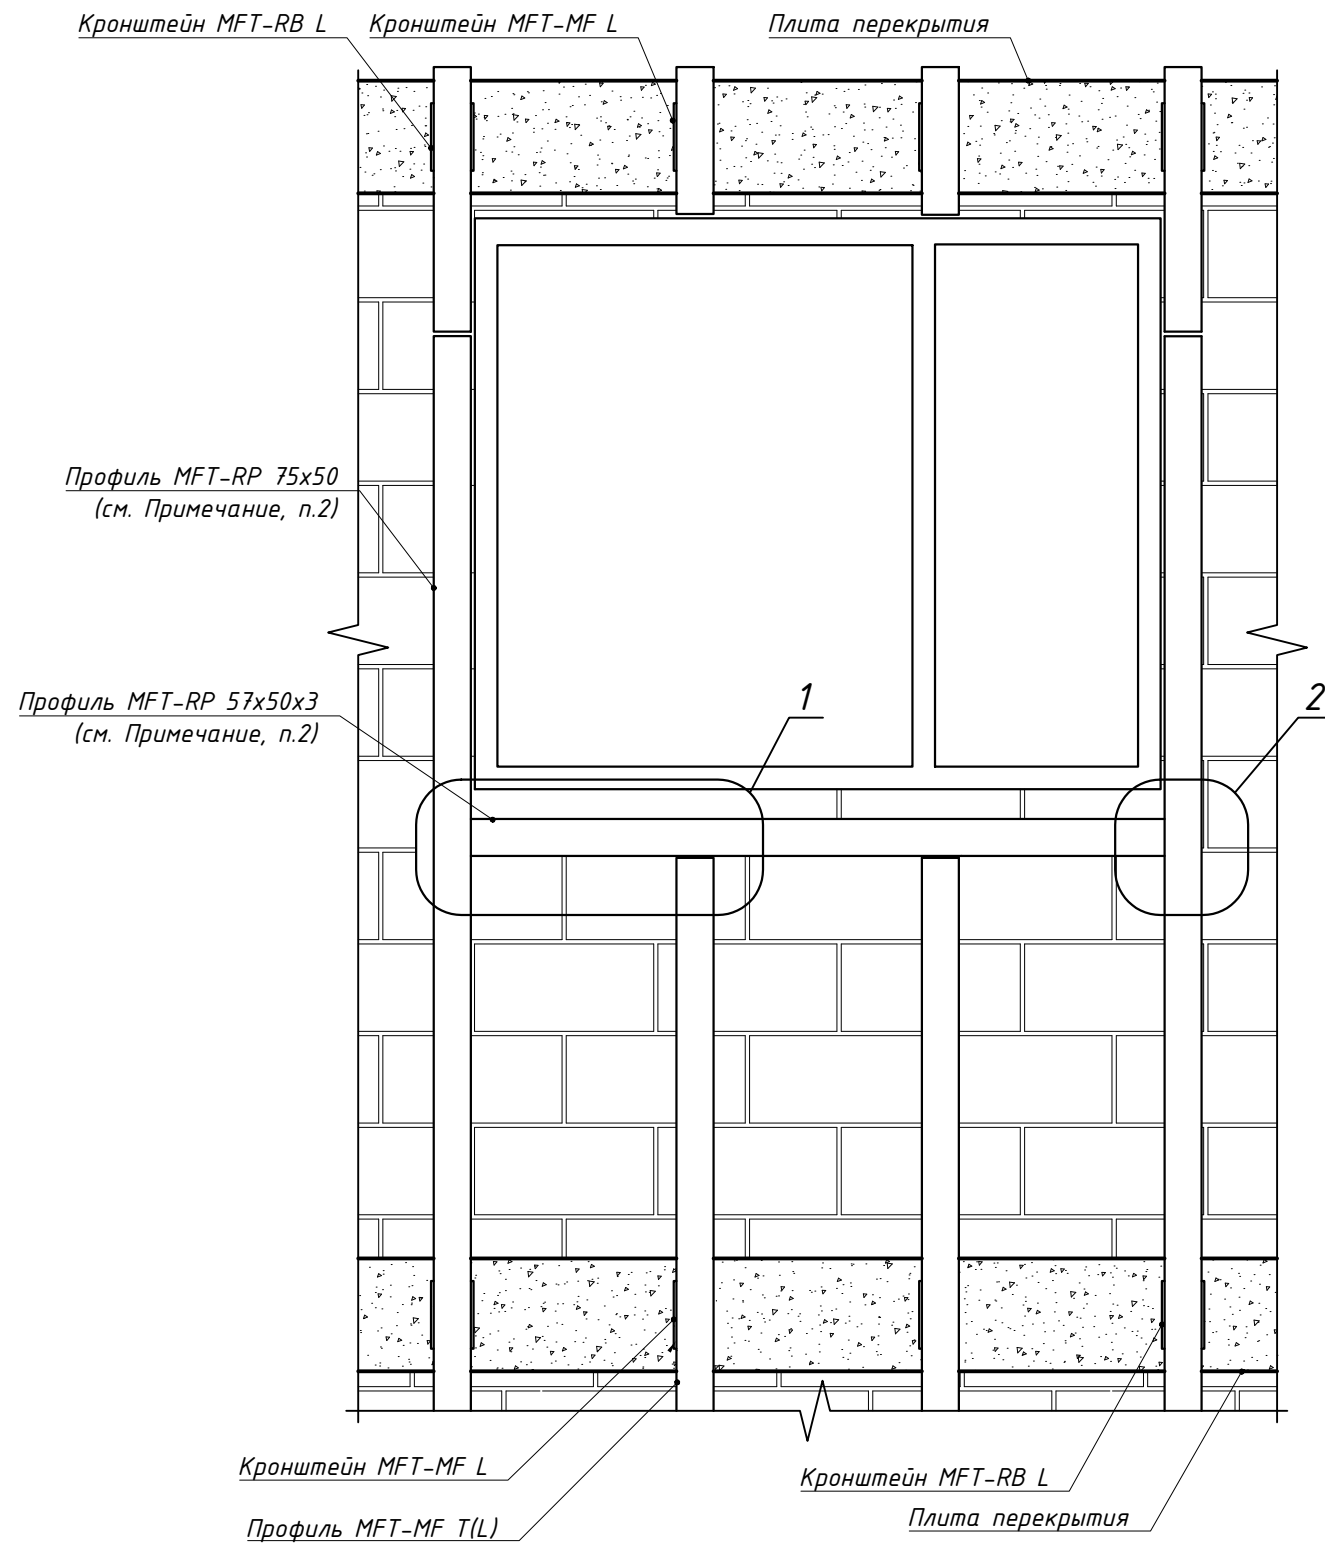 Кронштейн MFT-RB L
Кронштейн MFT-MF L
Плита перекрытия
Профиль MFT-RP 75x50
(см. Примечание, п.2)
Профиль MFT-RP 57x50x3
(см. Примечание, п.2)
1
2
Кронштейн MFT-MF L
Кронштейн MFT-RB L
Плита перекрытия
Профиль MFT-MF T(L)